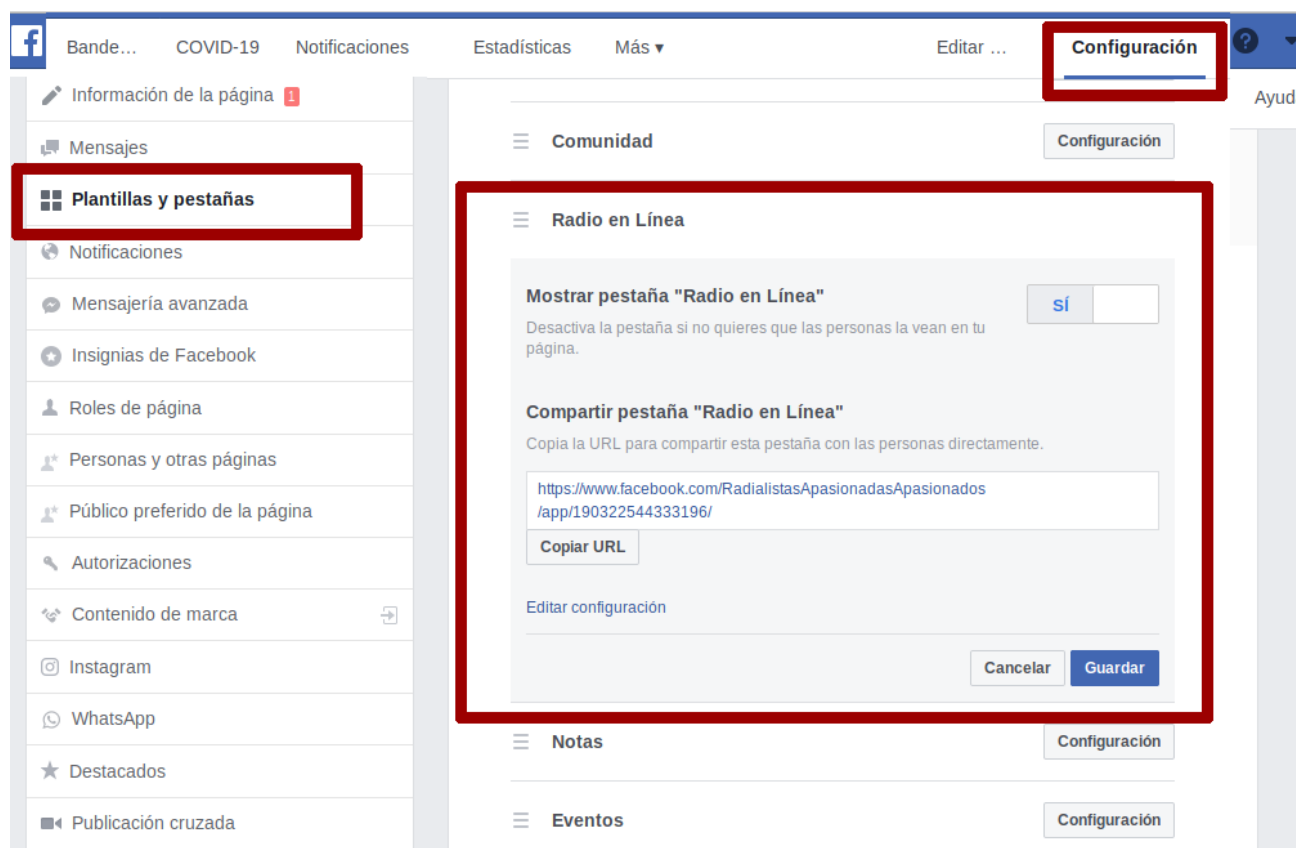 f
Bande… COVID-19 Notificaciones Estadísticas Más ▾ Editar … Configuración ?
Ayud
Información de la página 1
Mensajes
Plantillas y pestañas
Notificaciones
Mensajería avanzada
Insignias de Facebook
Roles de página
Personas y otras páginas
Público preferido de la página
Autorizaciones
Contenido de marca
Instagram
WhatsApp
Destacados
Publicación cruzada
Comunidad Configuración
Radio en Línea
Mostrar pestaña "Radio en Línea" SÍ
Desactiva la pestaña si no quieres que las personas la vean en tu
página.
Compartir pestaña "Radio en Línea"
Copia la URL para compartir esta pestaña con las personas directamente.
https://www.facebook.com/RadialistasApasionadasApasionados
/app/190322544333196/
Copiar URL
Editar configuración
Cancelar Guardar
Notas Configuración
Eventos Configuración